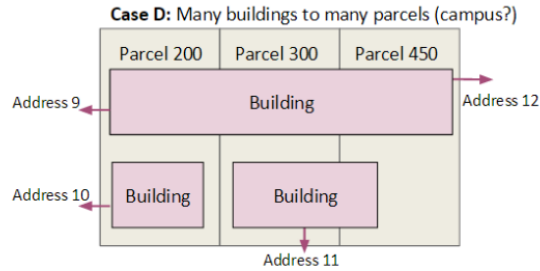 Case D: Many buildings to many parcels (campus?)
Parcel 200
Parcel 300
Parcel 450
Address 9
Building
Address 12
Address 10
Building
Building
Address 11